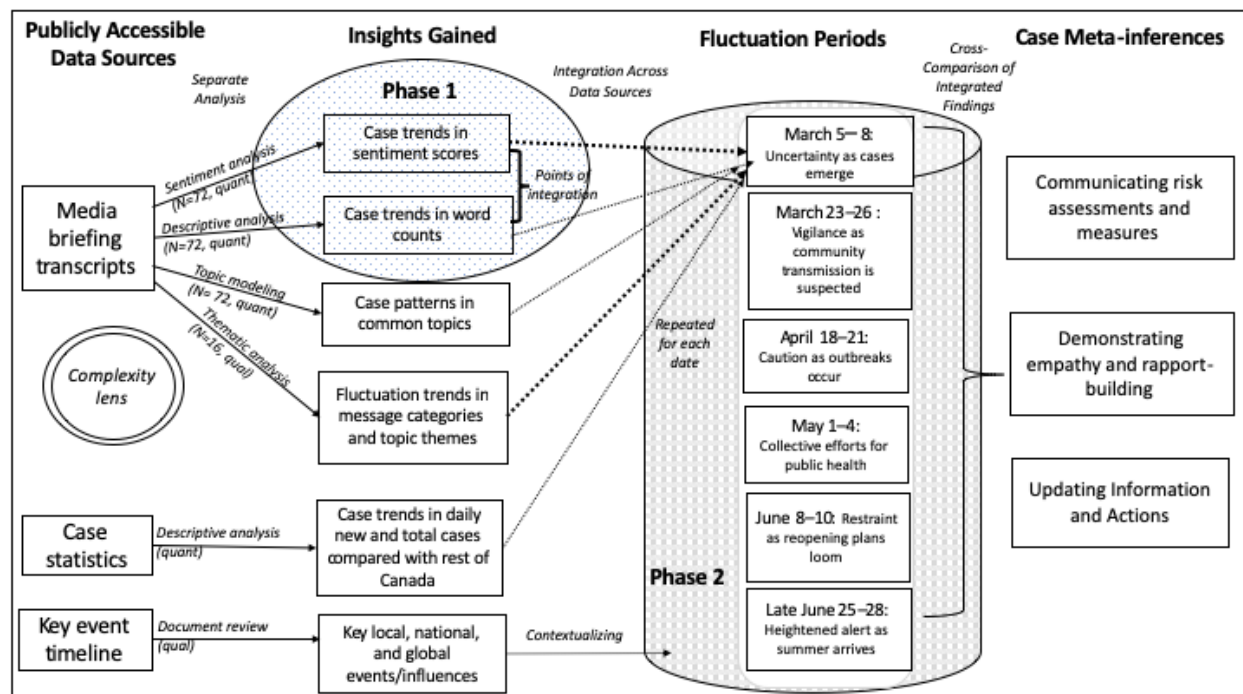 Publicly Accessible
Data Sources
Insights Gained
Fluctuation Periods
Case Meta-inferences
Separate
Analysis
Integration Across
Data Sources
Cross-
Comparison of
Integrated
Findings
Phase 1
Case trends in
sentiment scores
Points of
integration
Case trends in word
counts
Case patterns in
common topics
Fluctuation trends in
message categories
and topic themes
Media
briefing
transcripts
Sentiment analysis
(N=72, quant)
Descriptive analysis
(N=72, quant)
Topic modeling
(N= 72, quant)
Thematic analysis
(N=16, qual)
Complexity
lens
Case
statistics
Descriptive analysis
(quant)
Case trends in daily
new and total cases
compared with rest of
Canada
Key event
timeline
Document review
(qual)
Key local, national,
and global
events/influences
Contextualizing
Repeated
for each
date
Phase 2
March 5–8:
Uncertainty as cases
emerge
March 23–26 :
Vigilance as
community
transmission is
suspected
April 18–21:
Caution as outbreaks
occur
May 1–4:
Collective efforts for
public health
June 8–10: Restraint
as reopening plans
loom
Late June 25–28:
Heightened alert as
summer arrives
Communicating risk
assessments and
measures
Demonstrating
empathy and rapport-
building
Updating Information
and Actions